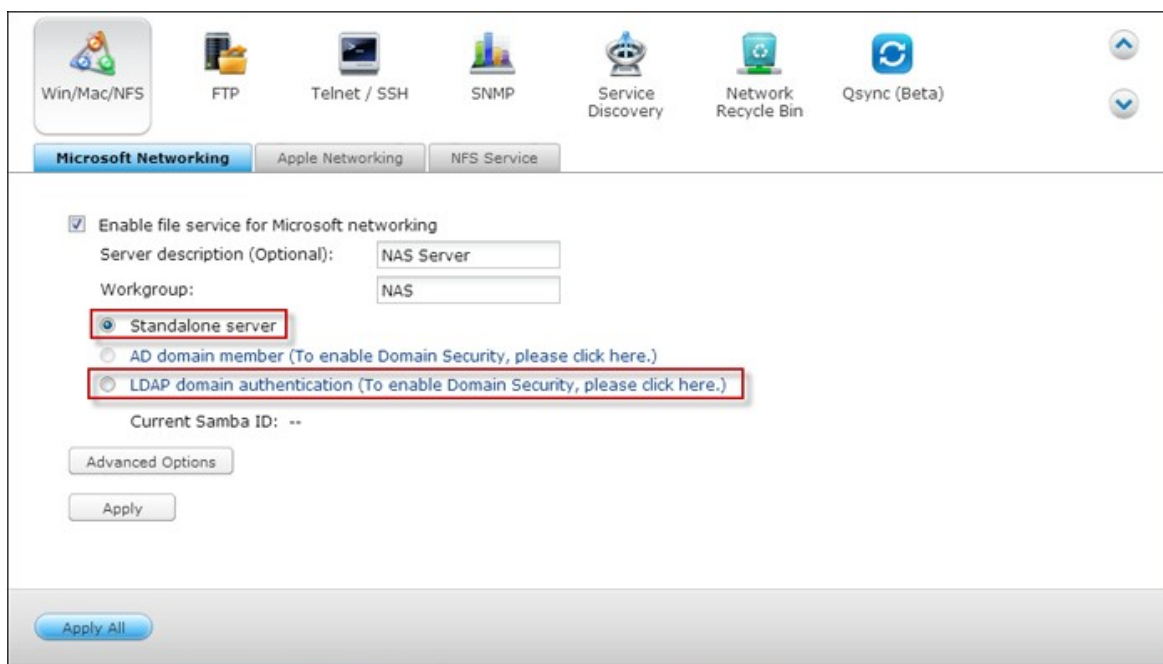 Win/Mac/NFS
FTP
Telnet / SSH
SNMP
Service
Discovery
Network
Recycle Bin
Qsync (Beta)
Microsoft Networking
Apple Networking
NFS Service
Enable file service for Microsoft networking
Server description (Optional): NAS Server
Workgroup: NAS
Standalone server
AD domain member (To enable Domain Security, please click here.)
LDAP domain authentication (To enable Domain Security, please click here.)
Current Samba ID: --
Advanced Options
Apply
Apply All